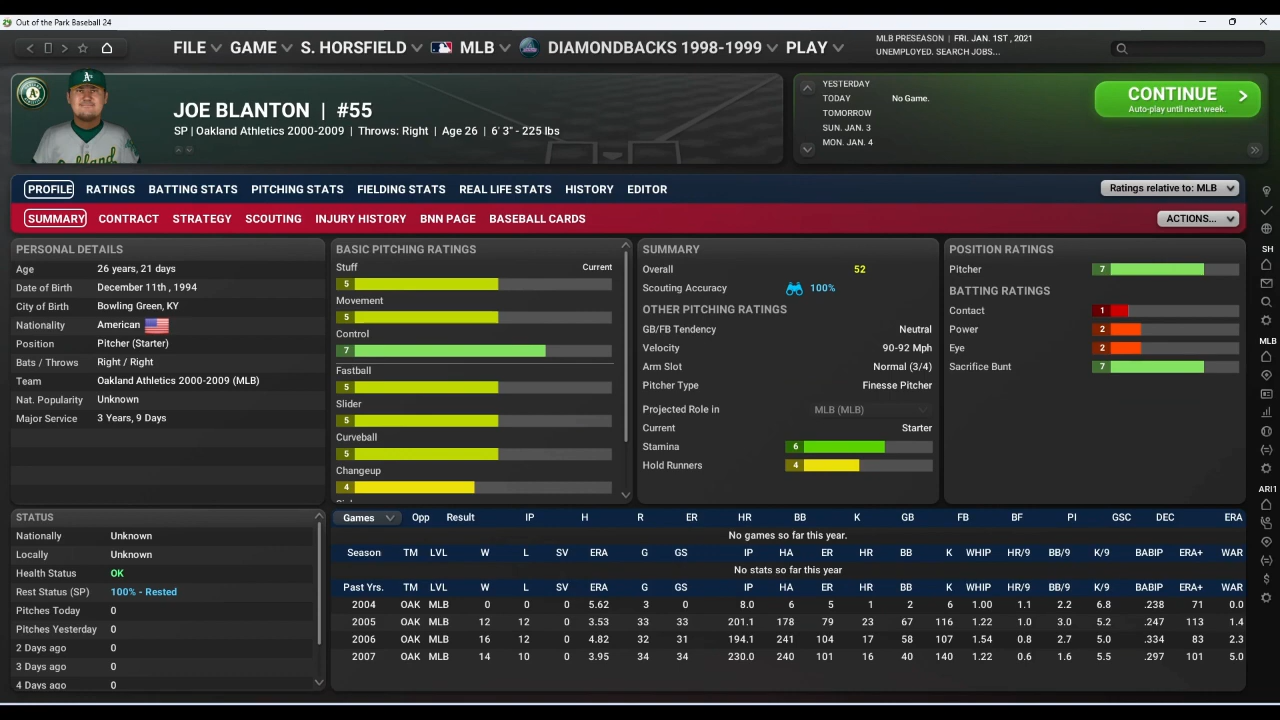 Out of the Park Baseball 24
FILE GAME S. HORSFIELD MLB DIAMONDBACKS 1998-1999 PLAY
MLB PRESEASON | FRI. JAN. 1ST , 2021
UNEMPLOYED. SEARCH JOBS...
JOE BLANTON | #55
SP | Oakland Athletics 2000-2009 | Throws: Right | Age 26 | 6' 3" - 225 lbs
YESTERDAY
TODAY No Game.
TOMORROW
SUN. JAN. 3
MON. JAN. 4
CONTINUE
Auto-play until next week.
PROFILE RATINGS BATTING STATS PITCHING STATS FIELDING STATS REAL LIFE STATS HISTORY EDITOR
Ratings relative to: MLB
SUMMARY CONTRACT STRATEGY SCOUTING INJURY HISTORY BNN PAGE BASEBALL CARDS
ACTIONS...
PERSONAL DETAILS
Age 26 years, 21 days
Date of Birth December 11th , 1994
City of Birth Bowling Green, KY
Nationality American
Position Pitcher (Starter)
Bats / Throws Right / Right
Team Oakland Athletics 2000-2009 (MLB)
Nat. Popularity Unknown
Major Service 3 Years, 9 Days
BASIC PITCHING RATINGS
Stuff Current
5
Movement
5
Control
7
Fastball
5
Slider
5
Curveball
5
Changeup
4
SUMMARY
Overall 52
Scouting Accuracy 100%
OTHER PITCHING RATINGS
GB/FB Tendency Neutral
Velocity 90-92 Mph
Arm Slot Normal (3/4)
Pitcher Type Finesse Pitcher
Projected Role in MLB (MLB)
Current Starter
Stamina 6
Hold Runners 4
POSITION RATINGS
Pitcher 7
BATTING RATINGS
Contact 1
Power 2
Eye 2
Sacrifice Bunt 7
SH
MLB
ARI1
STATUS
Nationally Unknown
Locally Unknown
Health Status OK
Rest Status (SP) 100% - Rested
Pitches Today 0
Pitches Yesterday 0
2 Days ago 0
3 Days ago 0
4 Days ago 0
Games Opp Result IP H R ER HR BB K GB FB BF PI GSC DEC ERA
No games so far this year.
Season TM LVL W L SV ERA G GS IP HA ER HR BB K WHIP HR/9 BB/9 K/9 BABIP ERA+ WAR
No stats so far this year
Past Yrs. TM LVL W L SV ERA G GS IP HA ER HR BB K WHIP HR/9 BB/9 K/9 BABIP ERA+ WAR
2004 OAK MLB 0 0 0 5.62 3 0 8.0 6 5 1 2 6 1.00 1.1 2.2 6.8 .238 71 0.0
2005 OAK MLB 12 12 0 3.53 33 33 201.1 178 79 23 67 116 1.22 1.0 3.0 5.2 .247 113 1.4
2006 OAK MLB 16 12 0 4.82 32 31 194.1 241 104 17 58 107 1.54 0.8 2.7 5.0 .334 83 2.3
2007 OAK MLB 14 10 0 3.95 34 34 230.0 240 101 16 40 140 1.22 0.6 1.6 5.5 .297 101 5.0